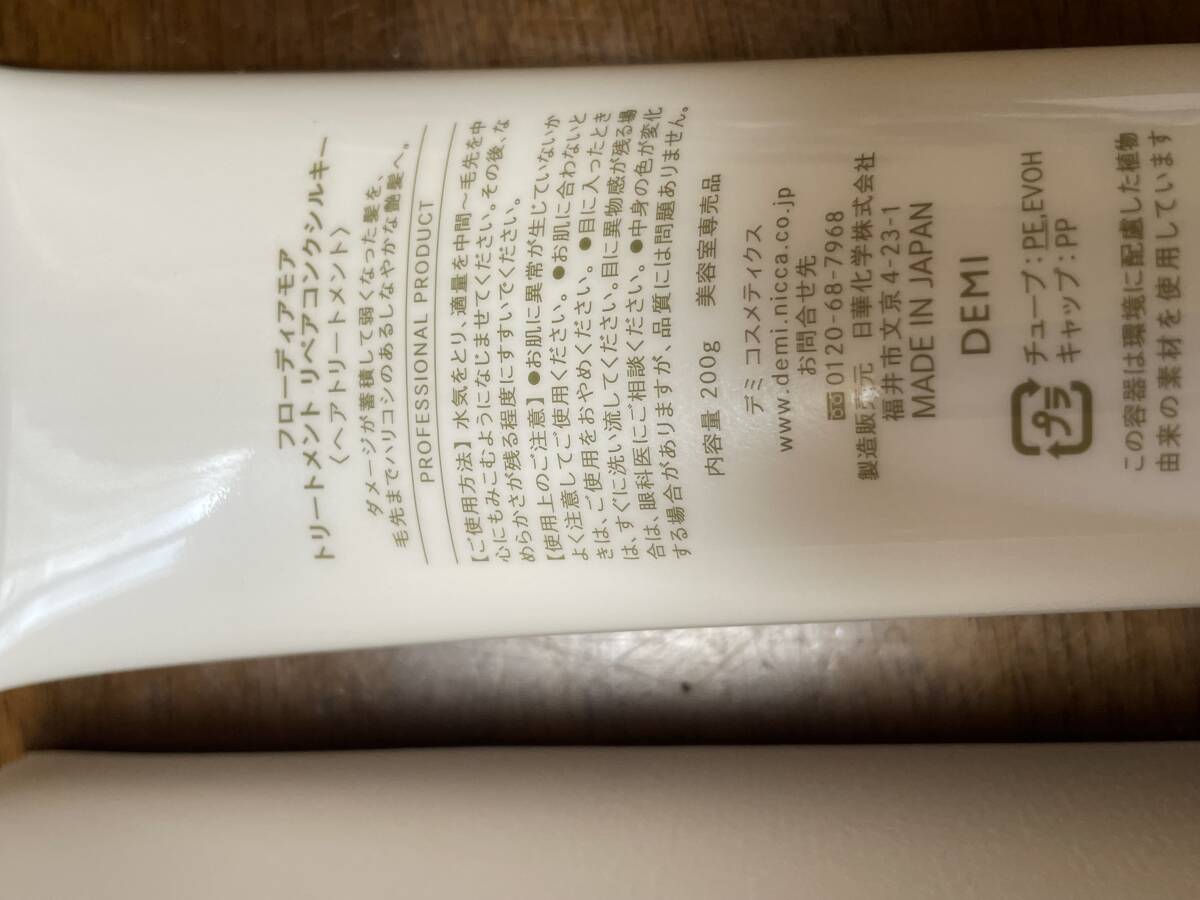 フローディアモア
トリートメント リペアコンクシルキー
〈ヘアトリートメント〉
ダメージが蓄積して弱くなった髪を、
毛先までハリコシのあるしなやかな艶髪へ。
PROFESSIONAL PRODUCT
【ご使用方法】水気をとり、適量を中間～毛先を中
心にもみこむようになじませてください。その後、な
めらかさが残る程度にすすいでください。
【使用上のご注意】●お肌に異常が生じていないか
よく注意してご使用ください。●お肌に合わないと
きは、ご使用をおやめください。●目に入ったとき
は、すぐに洗い流してください。目に異物感が残る場
合は、眼科医にご相談ください。●中身の色が変化
する場合がありますが、品質には問題ありません。
内容量 200g 美容室専売品
デミ コスメティクス
www.demi.nicca.co.jp
お問合せ先
0120-68-7968
製造販売元 日華化学株式会社
福井市文京 4-23-1
MADE IN JAPAN
DEMI
プラ
チューブ：PE,EVOH
キャップ：PP
この容器は環境に配慮した植物
由来の素材を使用しています